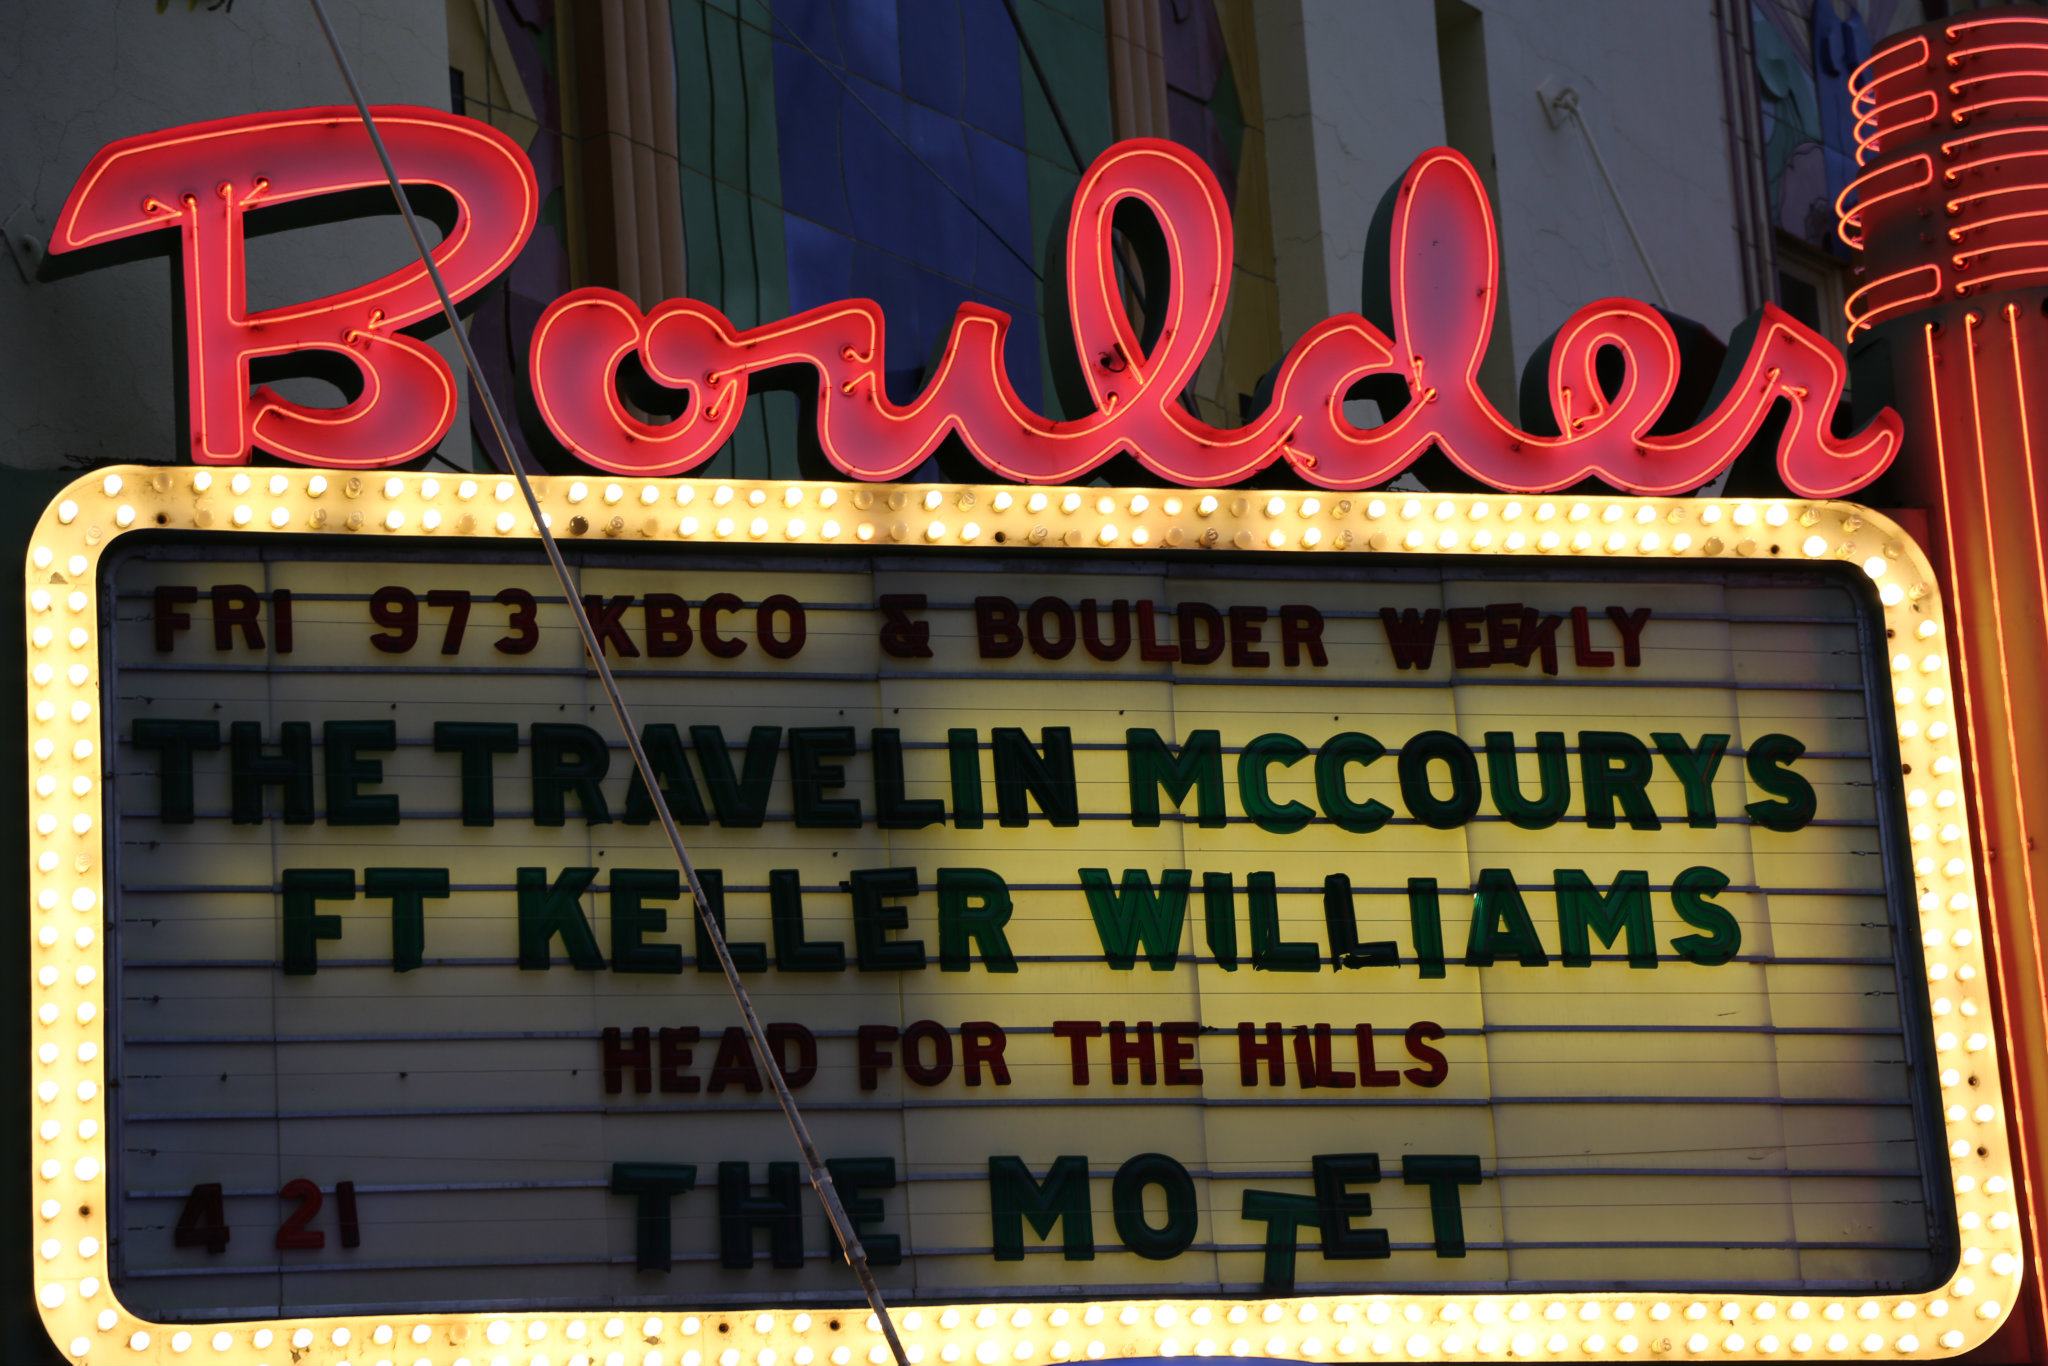 Boulder
FRI 973 KBCO & BOULDER WEEKLY
THE TRAVELIN MCCOURYS
FT KELLER WILLIAMS
HEAD FOR THE HILLS
4 21 THE MOTET